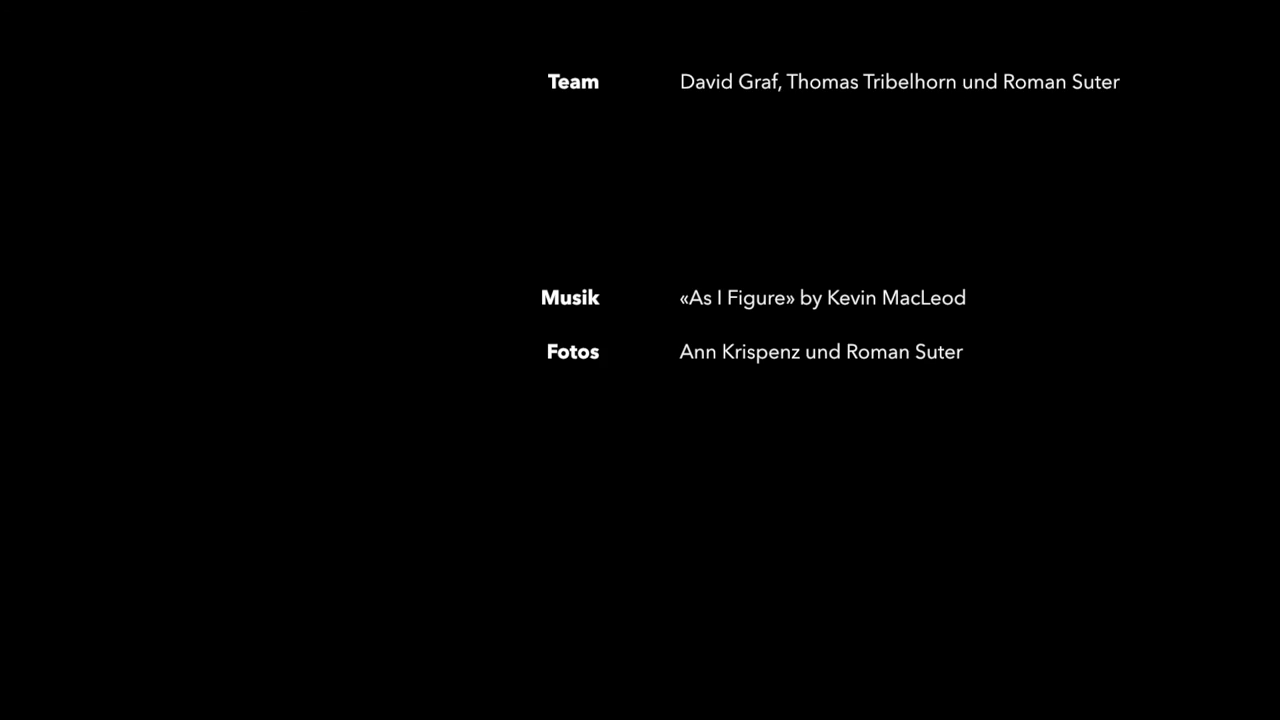 Team David Graf, Thomas Tribelhorn und Roman Suter
Musik «As I Figure» by Kevin MacLeod
Fotos Ann Krispenz und Roman Suter